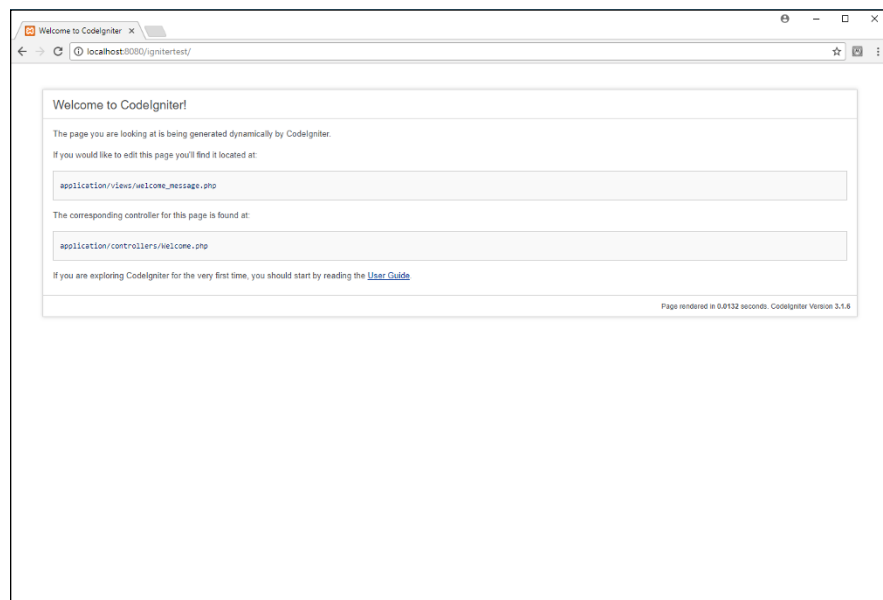 Welcome to CodeIgniter
localhost:8080/ignitertest/
Welcome to CodeIgniter!
The page you are looking at is being generated dynamically by CodeIgniter.
If you would like to edit this page you'll find it located at:
application/views/welcome_message.php
The corresponding controller for this page is found at:
application/controllers/Welcome.php
If you are exploring CodeIgniter for the very first time, you should start by reading the User Guide.
Page rendered in 0.0132 seconds. CodeIgniter Version 3.1.6